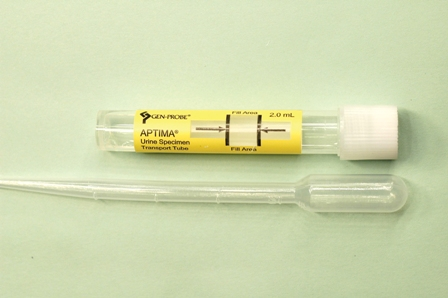 GEN-PROBE®
APTIMA®
Urine Specimen
Transport Tube
Fill Area
2.0 mL
Fill Area